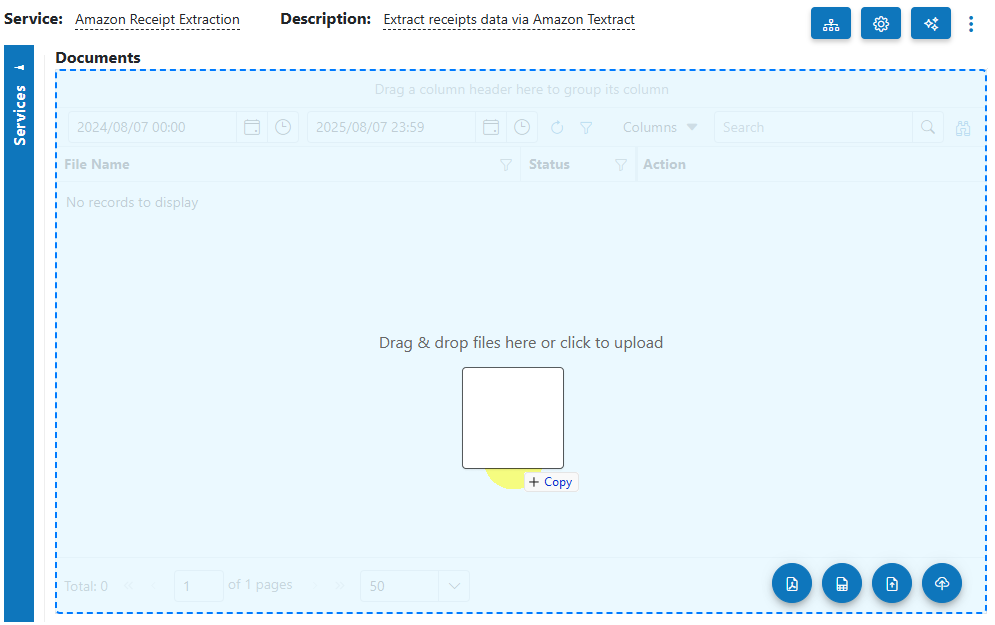 Service: Amazon Receipt Extraction Description: Extract receipts data via Amazon Textract
Services
Documents
Drag a column header here to group its column
2024/08/07 00:00 2025/08/07 23:59 Columns Search
File Name Status Action
No records to display
Drag & drop files here or click to upload
+ Copy
Total: 0 1 of 1 pages 50